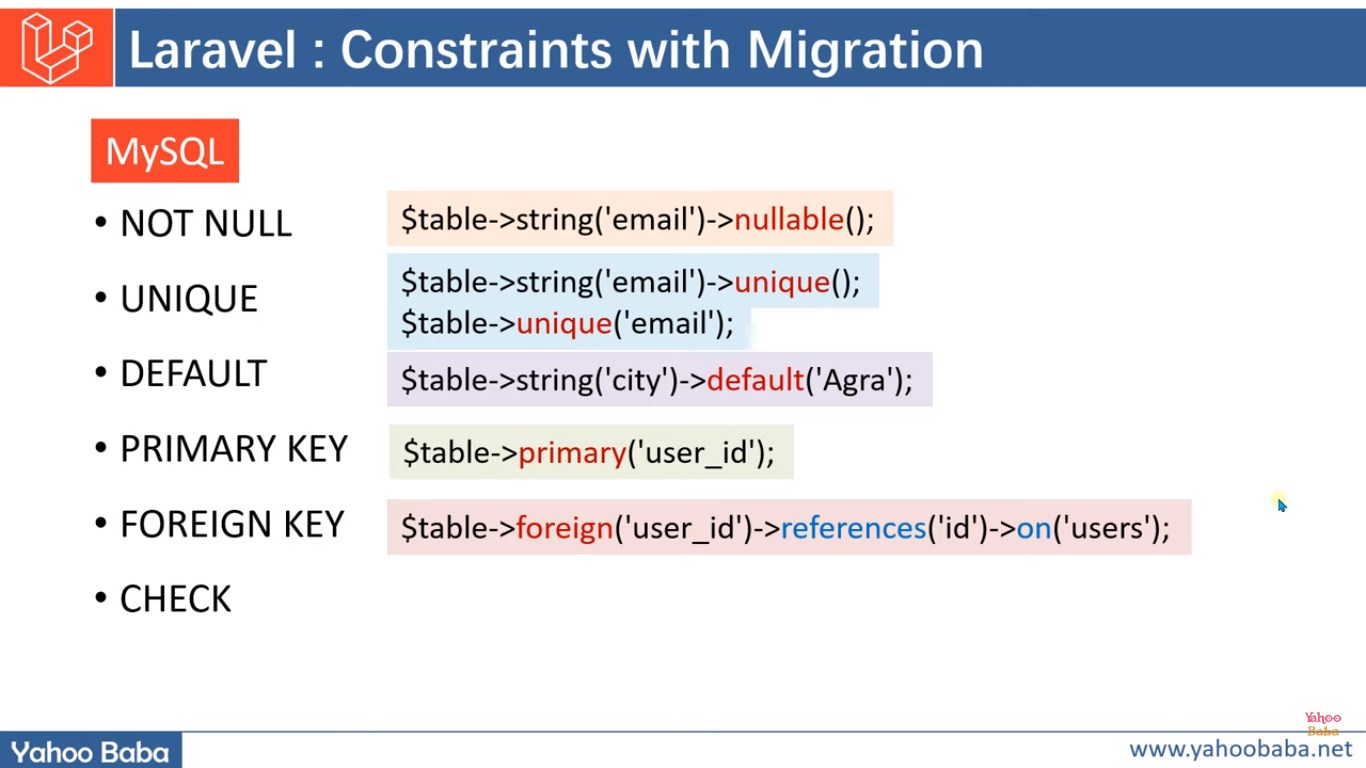 Laravel : Constraints with Migration
MySQL
• NOT NULL
$table->string('email')->nullable();
• UNIQUE
$table->string('email')->unique();
$table->unique('email');
• DEFAULT
$table->string('city')->default('Agra');
• PRIMARY KEY
$table->primary('user_id');
• FOREIGN KEY
$table->foreign('user_id')->references('id')->on('users');
• CHECK
Yahoo
Baba
Yahoo Baba
www.yahoobaba.net